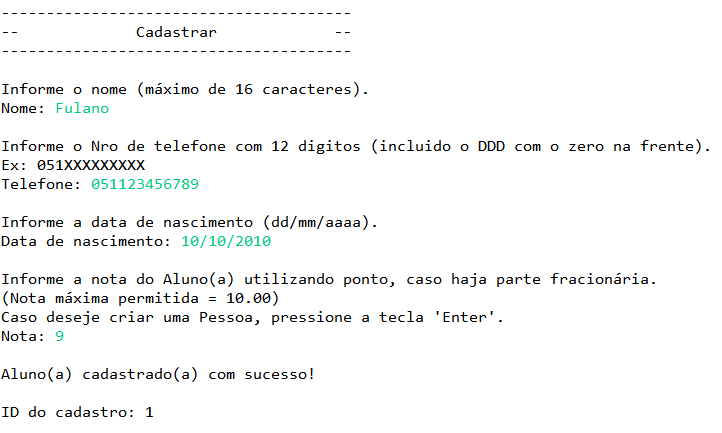 ---------------------------------------
--             Cadastrar             --
---------------------------------------
Informe o nome (máximo de 16 caracteres).
Nome: Fulano
Informe o Nro de telefone com 12 digitos (incluido o DDD com o zero na frente).
Ex: 051XXXXXXXXX
Telefone: 051123456789
Informe a data de nascimento (dd/mm/aaaa).
Data de nascimento: 10/10/2010
Informe a nota do Aluno(a) utilizando ponto, caso haja parte fracionária.
(Nota máxima permitida = 10.00)
Caso deseje criar uma Pessoa, pressione a tecla 'Enter'.
Nota: 9
Aluno(a) cadastrado(a) com sucesso!
ID do cadastro: 1